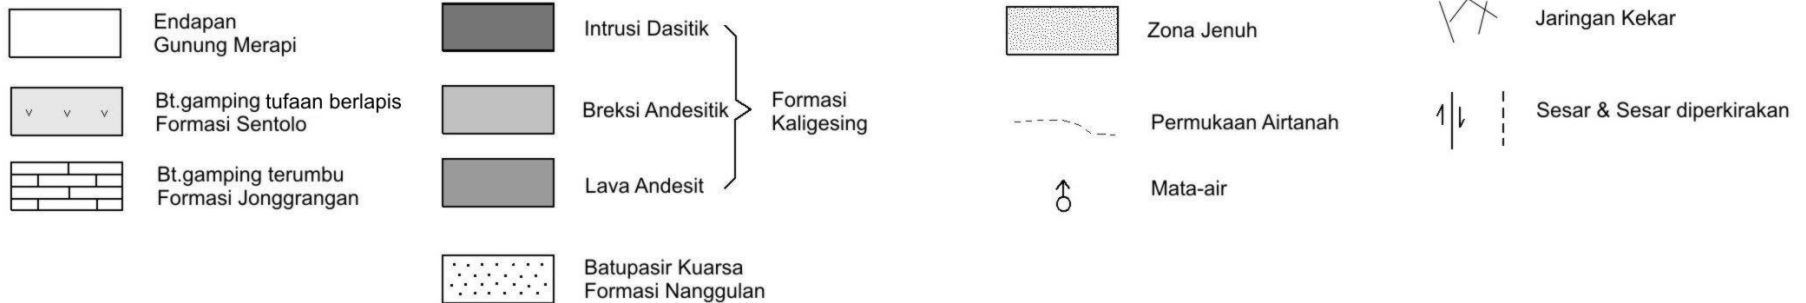 Endapan
Gunung Merapi
Bt.gamping tufaan berlapis
Formasi Sentolo
Bt.gamping terumbu
Formasi Jonggrangan
Intrusi Dasitik
Breksi Andesitik
Lava Andesit
Formasi
Kaligesing
Batupasir Kuarsa
Formasi Nanggulan
Zona Jenuh
Permukaan Airtanah
Mata-air
Jaringan Kekar
Sesar & Sesar diperkirakan